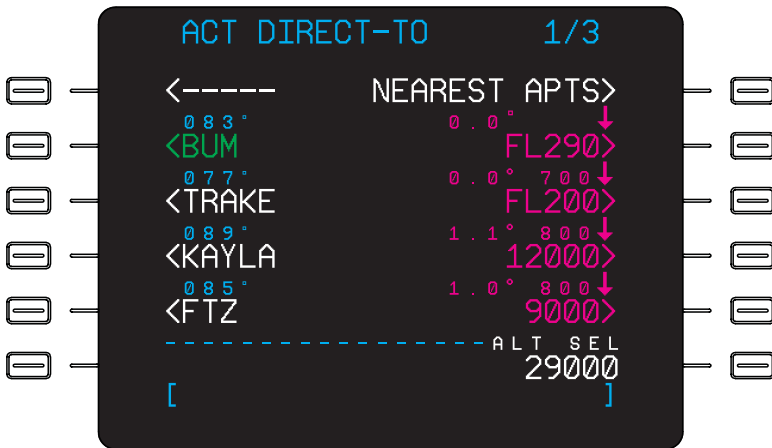 ACT DIRECT-TO 1/3
<----- NEAREST APTS>
083° 0.0° ↓
<BUM FL290>
077° 0.0° 700↓
<TRAKE FL200>
089° 1.1° 800↓
<KAYLA 12000>
085° 1.0° 800↓
<FTZ 9000>
------------------ALT SEL
29000
[ ]